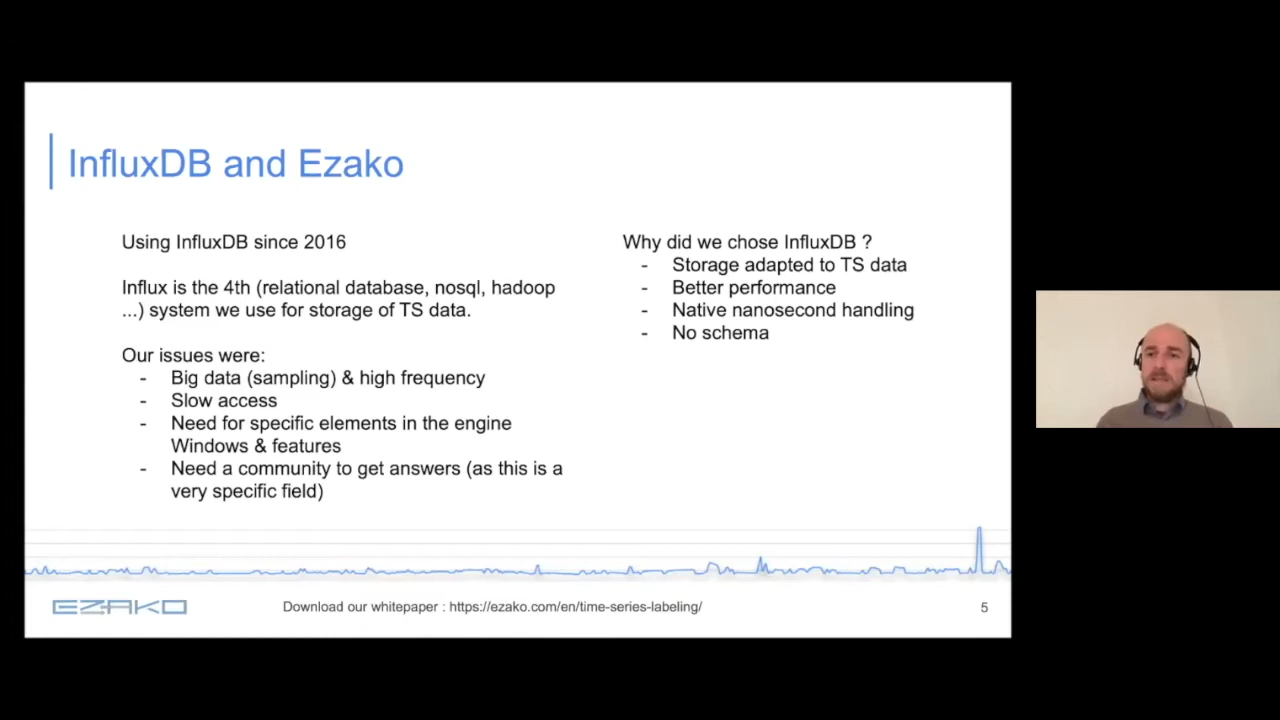 InfluxDB and Ezako
Using InfluxDB since 2016
Influx is the 4th (relational database, nosql, hadoop
...) system we use for storage of TS data.
Our issues were:
- Big data (sampling) & high frequency
- Slow access
- Need for specific elements in the engine
Windows & features
- Need a community to get answers (as this is a
very specific field)
Why did we chose InfluxDB ?
- Storage adapted to TS data
- Better performance
- Native nanosecond handling
- No schema
EZAKO
Download our whitepaper : https://ezako.com/en/time-series-labeling/
5